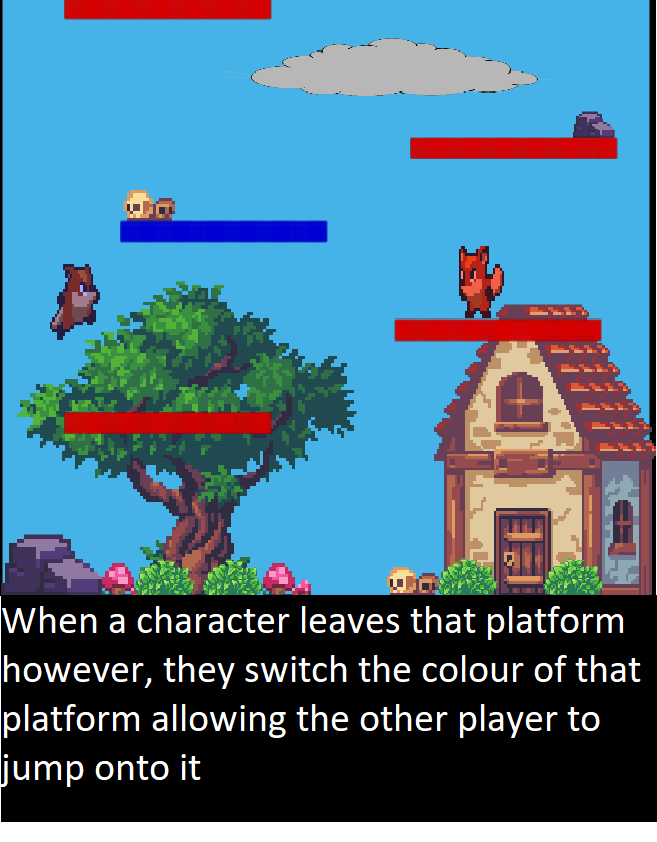 When a character leaves that platform
however, they switch the colour of that
platform allowing the other player to
jump onto it